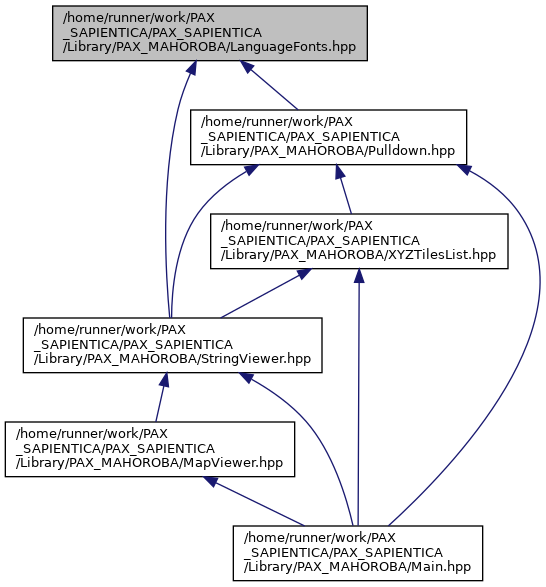 /home/runner/work/PAX
_SAPIENTICA/PAX_SAPIENTICA
/Library/PAX_MAHOROBA/LanguageFonts.hpp
/home/runner/work/PAX
_SAPIENTICA/PAX_SAPIENTICA
/Library/PAX_MAHOROBA/Pulldown.hpp
/home/runner/work/PAX
_SAPIENTICA/PAX_SAPIENTICA
/Library/PAX_MAHOROBA/XYZTilesList.hpp
/home/runner/work/PAX
_SAPIENTICA/PAX_SAPIENTICA
/Library/PAX_MAHOROBA/StringViewer.hpp
/home/runner/work/PAX
_SAPIENTICA/PAX_SAPIENTICA
/Library/PAX_MAHOROBA/MapViewer.hpp
/home/runner/work/PAX
_SAPIENTICA/PAX_SAPIENTICA
/Library/PAX_MAHOROBA/Main.hpp